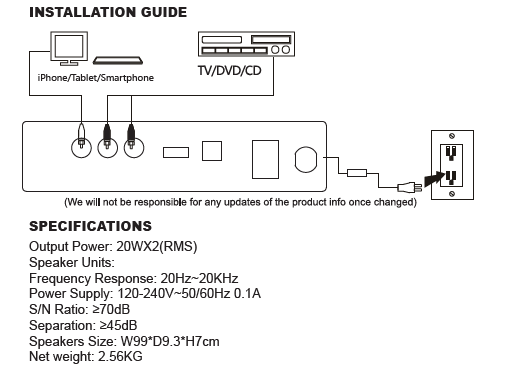 INSTALLATION GUIDE
iPhone/Tablet/Smartphone
TV/DVD/CD
(We will not be responsible for any updates of the product info once changed)
SPECIFICATIONS
Output Power: 20WX2(RMS)
Speaker Units:
Frequency Response: 20Hz~20KHz
Power Supply: 120-240V~50/60Hz 0.1A
S/N Ratio: ≥70dB
Separation: ≥45dB
Speakers Size: W99*D9.3*H7cm
Net weight: 2.56KG